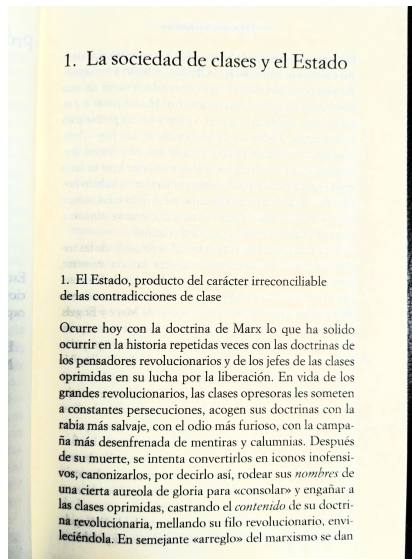 1. La sociedad de clases y el Estado
1. El Estado, producto del carácter irreconciliable
de las contradicciones de clase
Ocurre hoy con la doctrina de Marx lo que ha solido
ocurrir en la historia repetidas veces con las doctrinas de
los pensadores revolucionarios y de los jefes de las clases
oprimidas en su lucha por la liberación. En vida de los
grandes revolucionarios, las clases opresoras les someten
a constantes persecuciones, acogen sus doctrinas con la
rabia más salvaje, con el odio más furioso, con la campa-
ña más desenfrenada de mentiras y calumnias. Después
de su muerte, se intenta convertirlos en iconos inofensi-
vos, canonizarlos, por decirlo así, rodear sus nombres de
una cierta aureola de gloria para «consolar» y engañar a
las clases oprimidas, castrando el contenido de su doctri-
na revolucionaria, mellando su filo revolucionario, envi-
leciéndola. En semejante «arreglo» del marxismo se dan